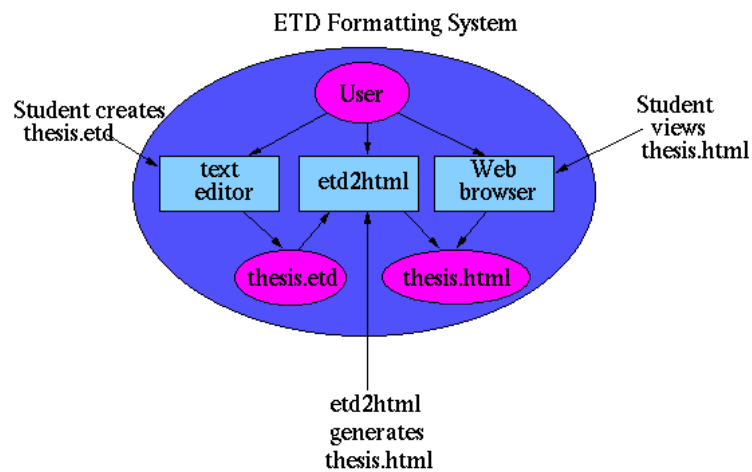 ETD Formatting System
User
Student creates
thesis.etd
Student
views
thesis.html
text
editor
etd2html
Web
browser
thesis.etd
thesis.html
etd2html
generates
thesis.html